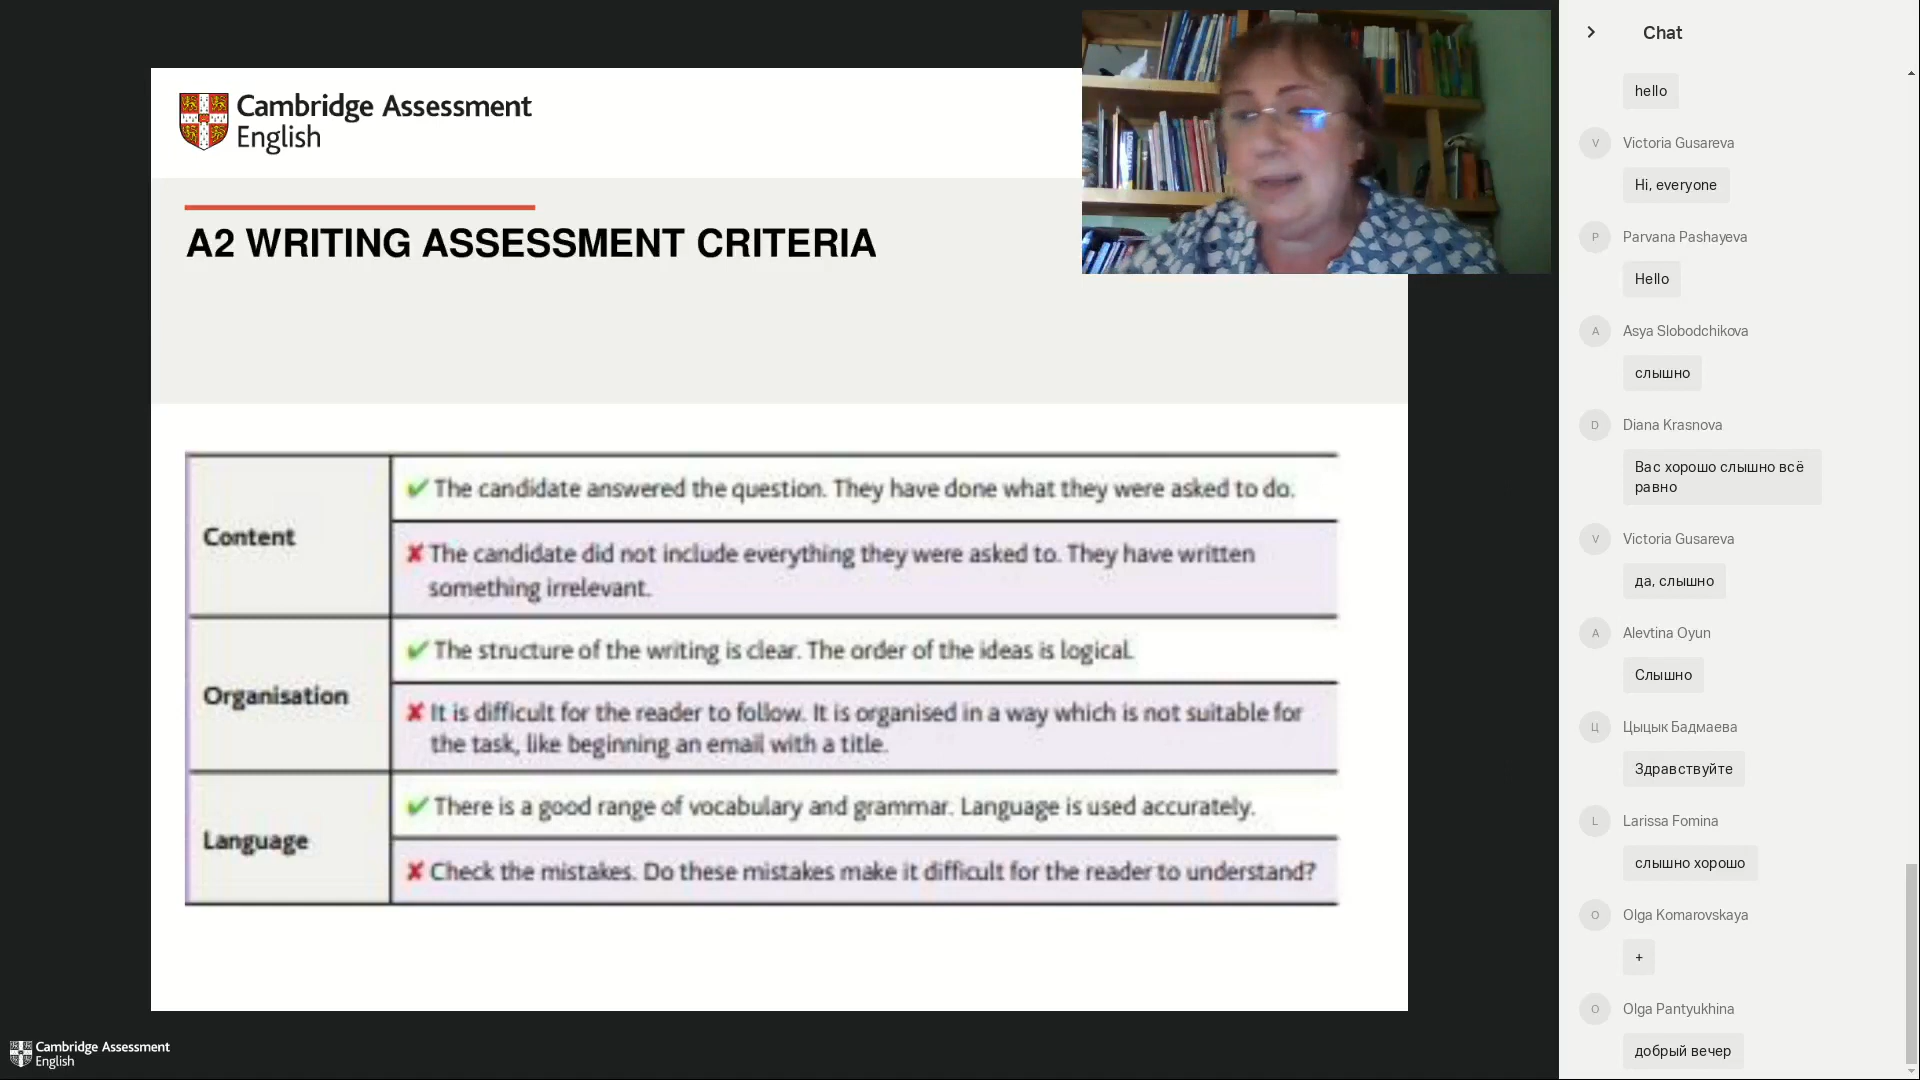 Cambridge Assessment
English
A2 WRITING ASSESSMENT CRITERIA
Content
✔ The candidate answered the question. They have done what they were asked to do.
✘ The candidate did not include everything they were asked to. They have written
something irrelevant.
Organisation
✔ The structure of the writing is clear. The order of the ideas is logical.
✘ It is difficult for the reader to follow. It is organised in a way which is not suitable for
the task, like beginning an email with a title.
Language
✔ There is a good range of vocabulary and grammar. Language is used accurately.
✘ Check the mistakes. Do these mistakes make it difficult for the reader to understand?
Cambridge Assessment
English
Chat
hello
V
Victoria Gusareva
Hi, everyone
P
Parvana Pashayeva
Hello
A
Asya Slobodchikova
слышно
D
Diana Krasnova
Вас хорошо слышно всё
равно
V
Victoria Gusareva
да, слышно
A
Alevtina Oyun
Слышно
Ц
Цыцык Бадмаева
Здравствуйте
L
Larissa Fomina
слышно хорошо
O
Olga Komarovskaya
+
O
Olga Pantyukhina
добрый вечер